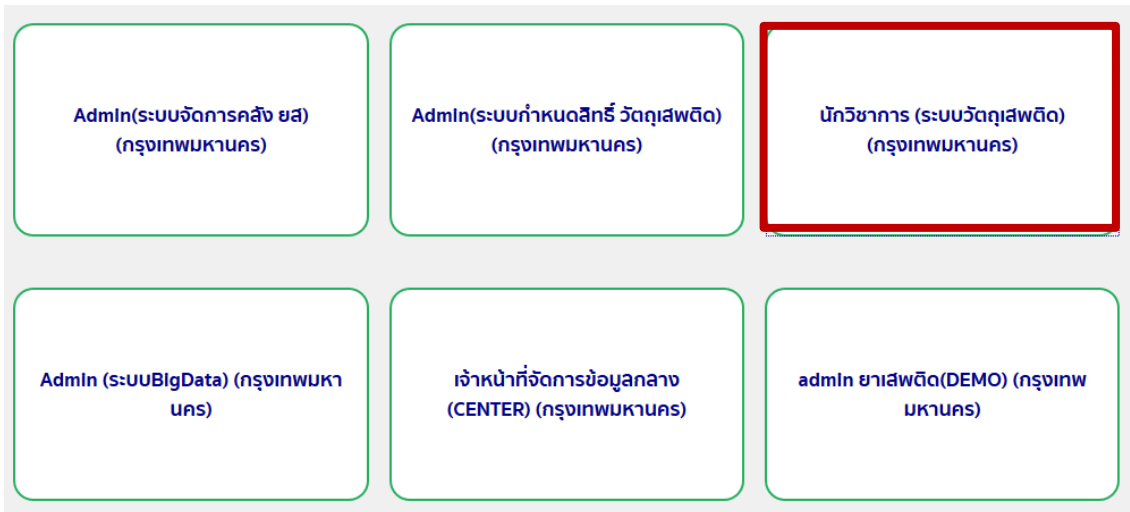 Admin(ระบบจัดการคลัง ยส)
(กรุงเทพมหานคร)
Admin(ระบบกำหนดสิทธิ์ วัตถุเสพติด)
(กรุงเทพมหานคร)
นักวิชาการ (ระบบวัตถุเสพติด)
(กรุงเทพมหานคร)
Admin (ระบบBigData) (กรุงเทพมหา
นคร)
เจ้าหน้าที่จัดการข้อมูลกลาง
(CENTER) (กรุงเทพมหานคร)
admin ยาเสพติด(DEMO) (กรุงเทพ
มหานคร)